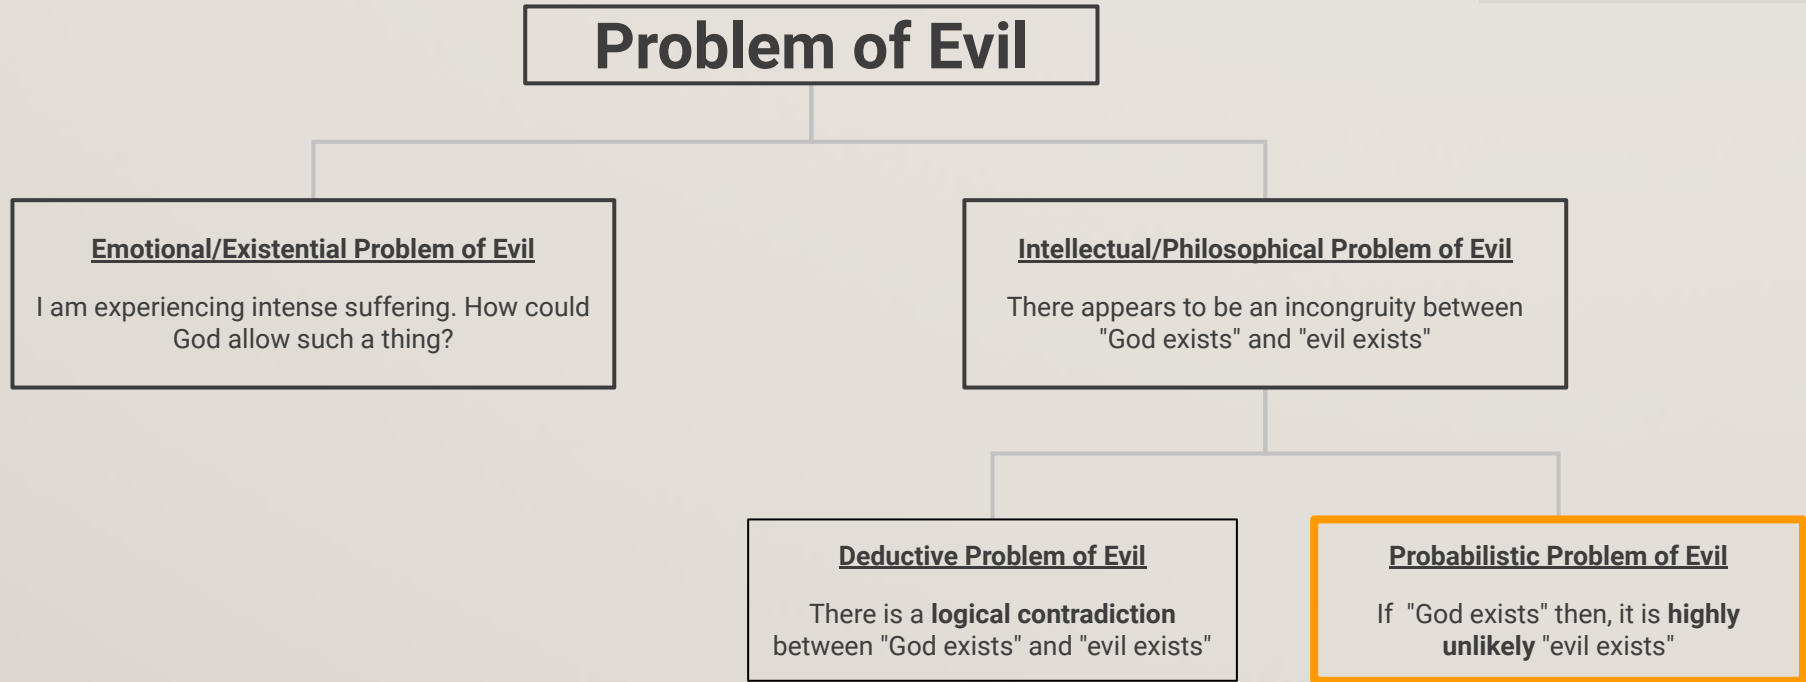 Problem of Evil
Emotional/Existential Problem of Evil
I am experiencing intense suffering. How could
God allow such a thing?
Intellectual/Philosophical Problem of Evil
There appears to be an incongruity between
"God exists" and "evil exists"
Deductive Problem of Evil
There is a logical contradiction
between "God exists" and "evil exists"
Probabilistic Problem of Evil
If  "God exists" then, it is highly
unlikely "evil exists"